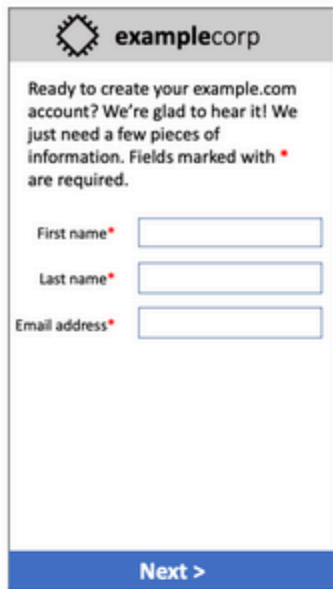 examplecorp
Ready to create your example.com
account? We're glad to hear it! We
just need a few pieces of
information. Fields marked with *
are required.
First name*
Last name*
Email address*
Next >